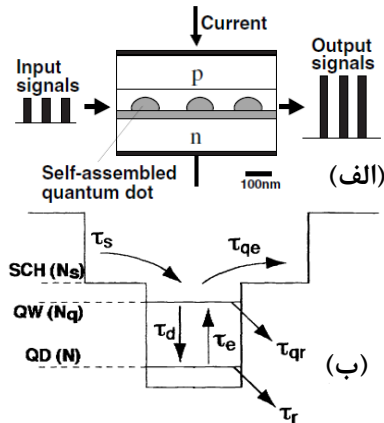 Current
Input
signals
Output
signals
p
n
Self-assembled
quantum dot
100nm
(الف)
τs
τqe
SCH (Ns)
QW (Nq)
τd
τe
τqr
QD (N)
τr
(ب)